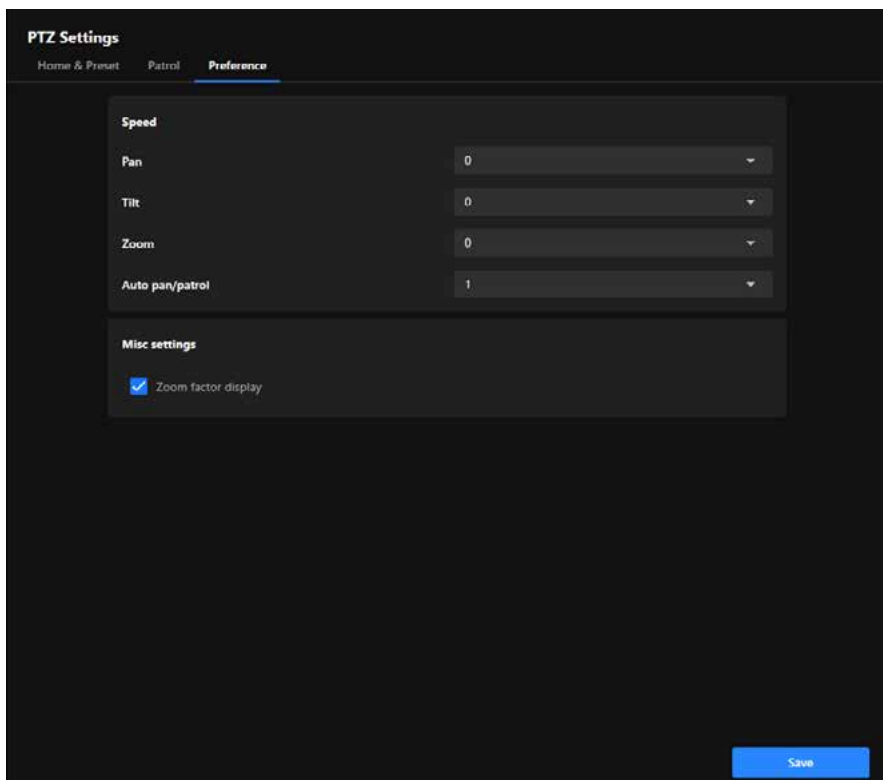 PTZ Settings
Home & Preset Patrol Preference
Speed
Pan 0
Tilt 0
Zoom 0
Auto pan/patrol 1
Misc settings
Zoom factor display
Save